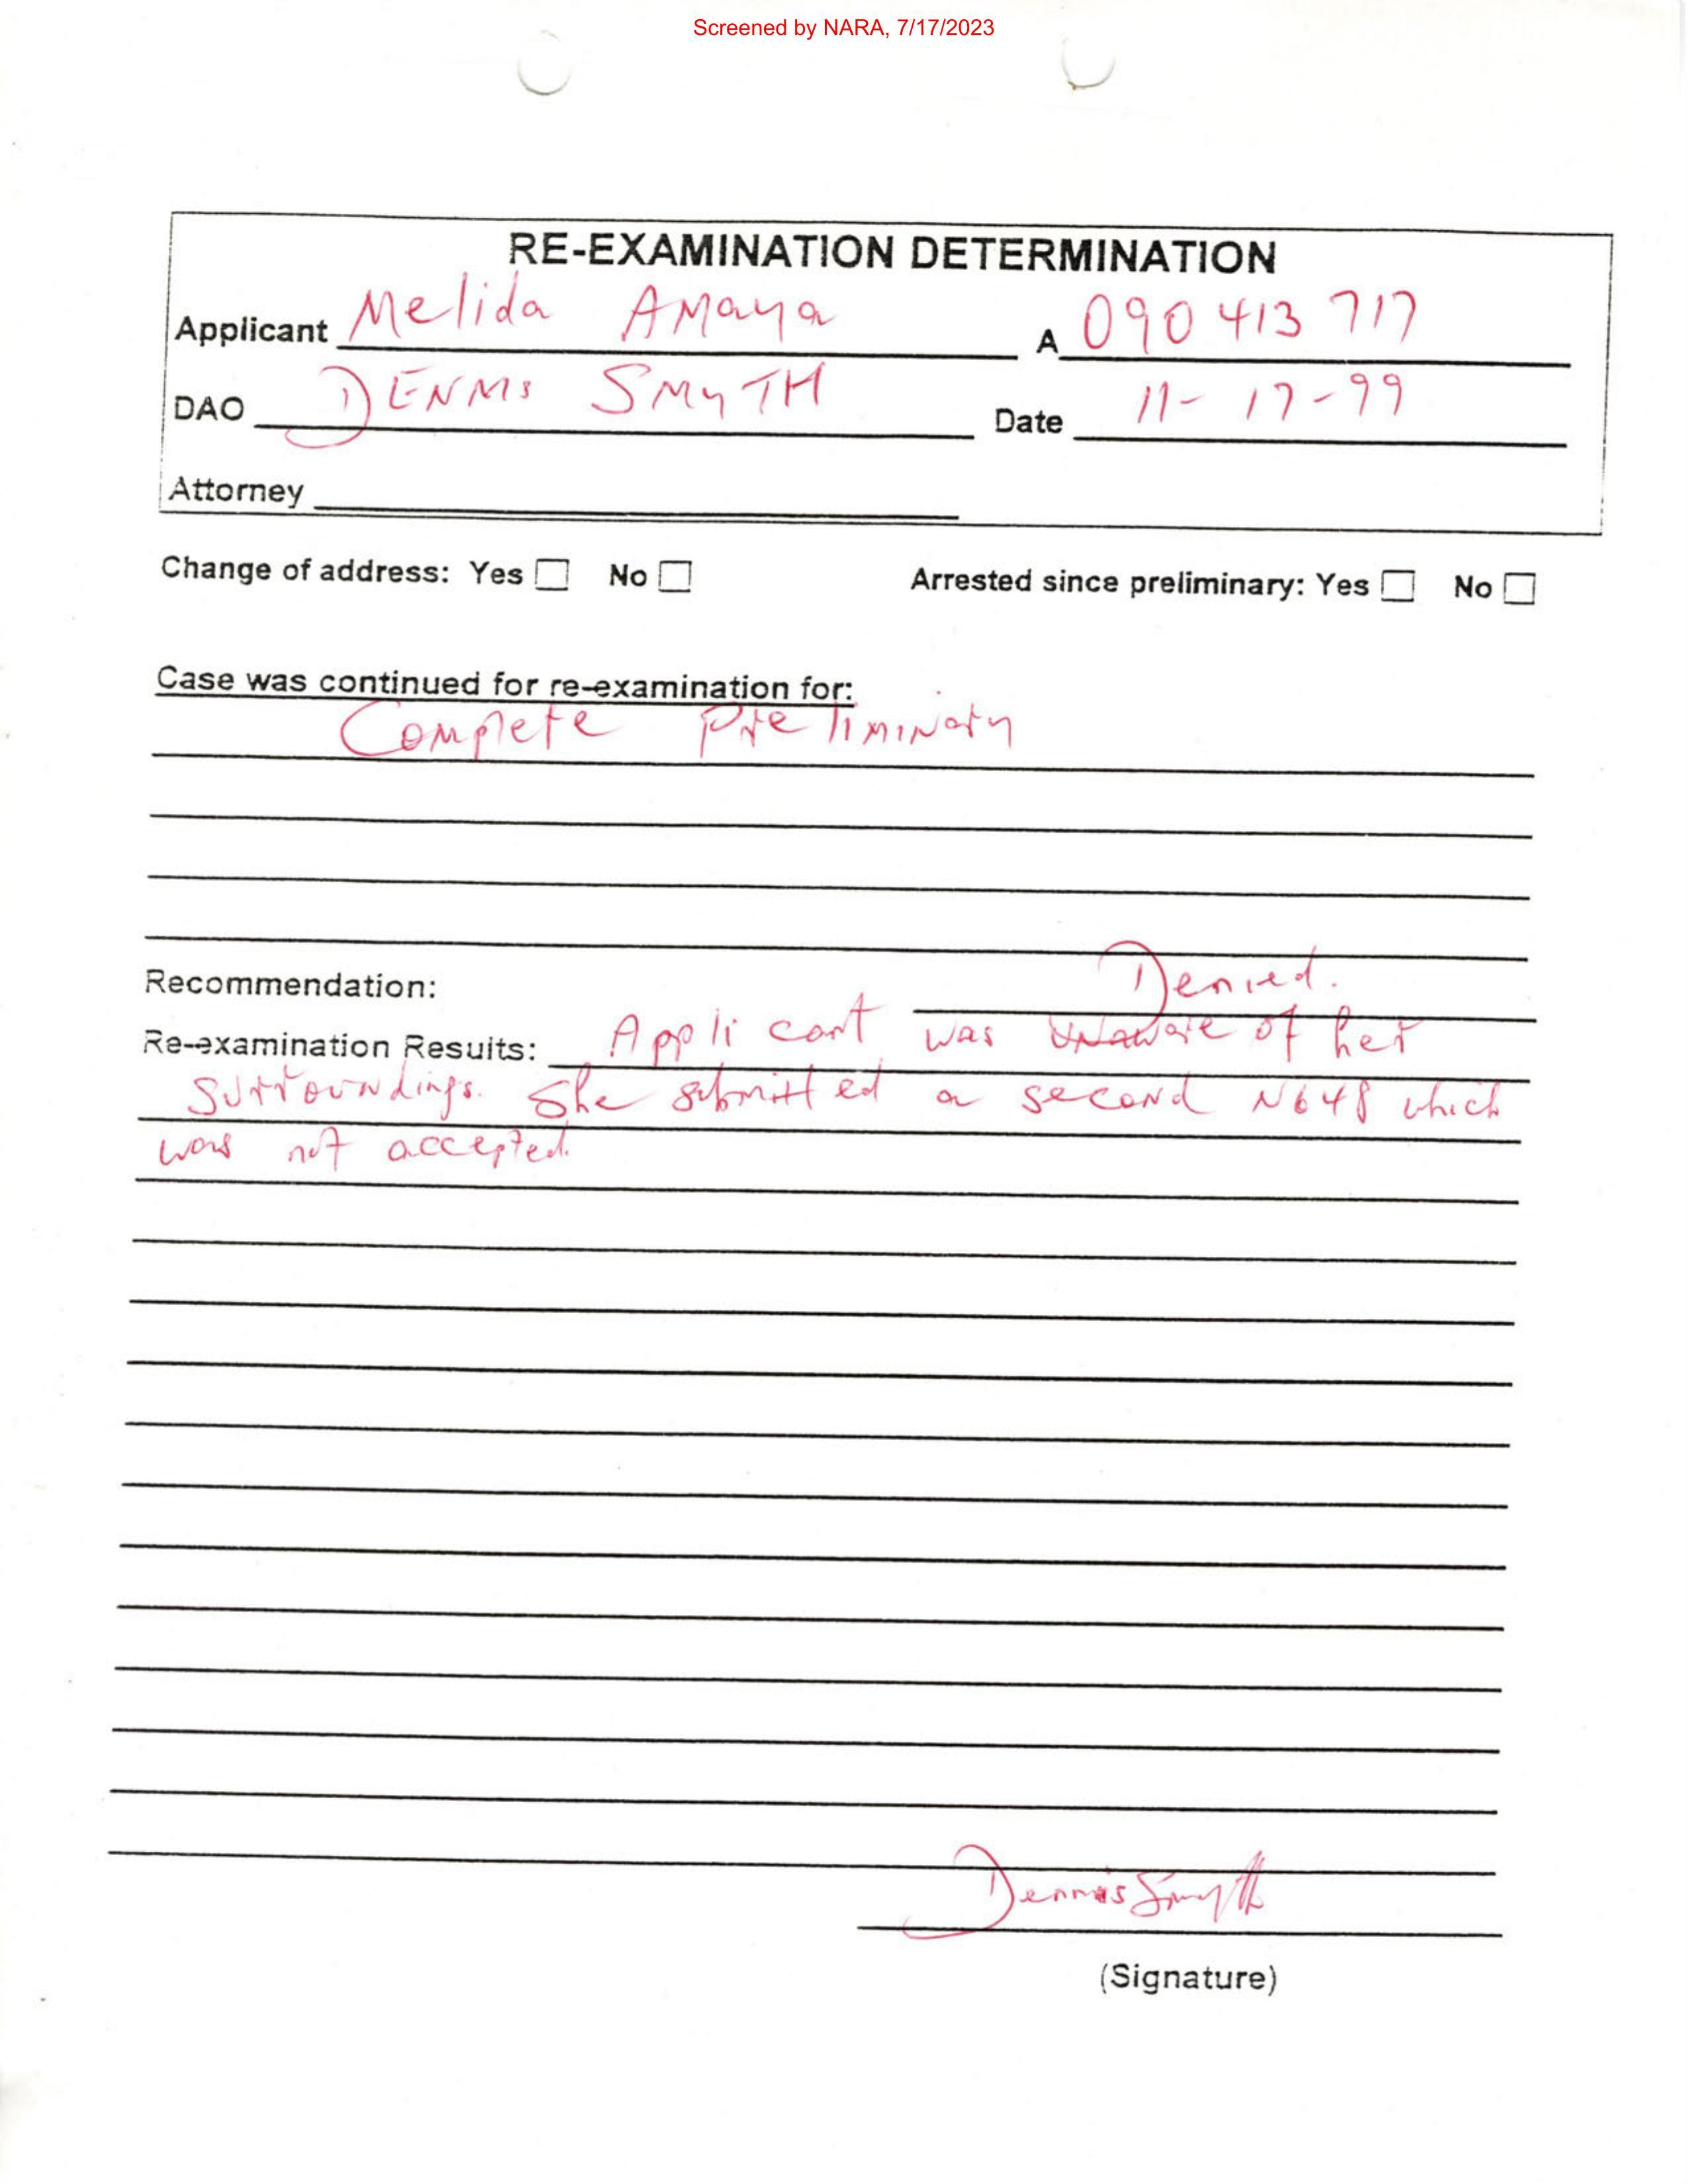 Screened by NARA, 7/17/2023
RE-EXAMINATION DETERMINATION
Applicant Melida Amaya A 090 413 717
DAO Dennis Smyth Date 11-17-99
Attorney
Change of address: Yes No Arrested since preliminary: Yes No
Case was continued for re-examination for:
Complete Preliminary
Recommendation: Denied.
Re-examination Results: Applicant was unaware of her
surroundings. She submitted a second N648 which
was not accepted.
Dennis Smyth
(Signature)